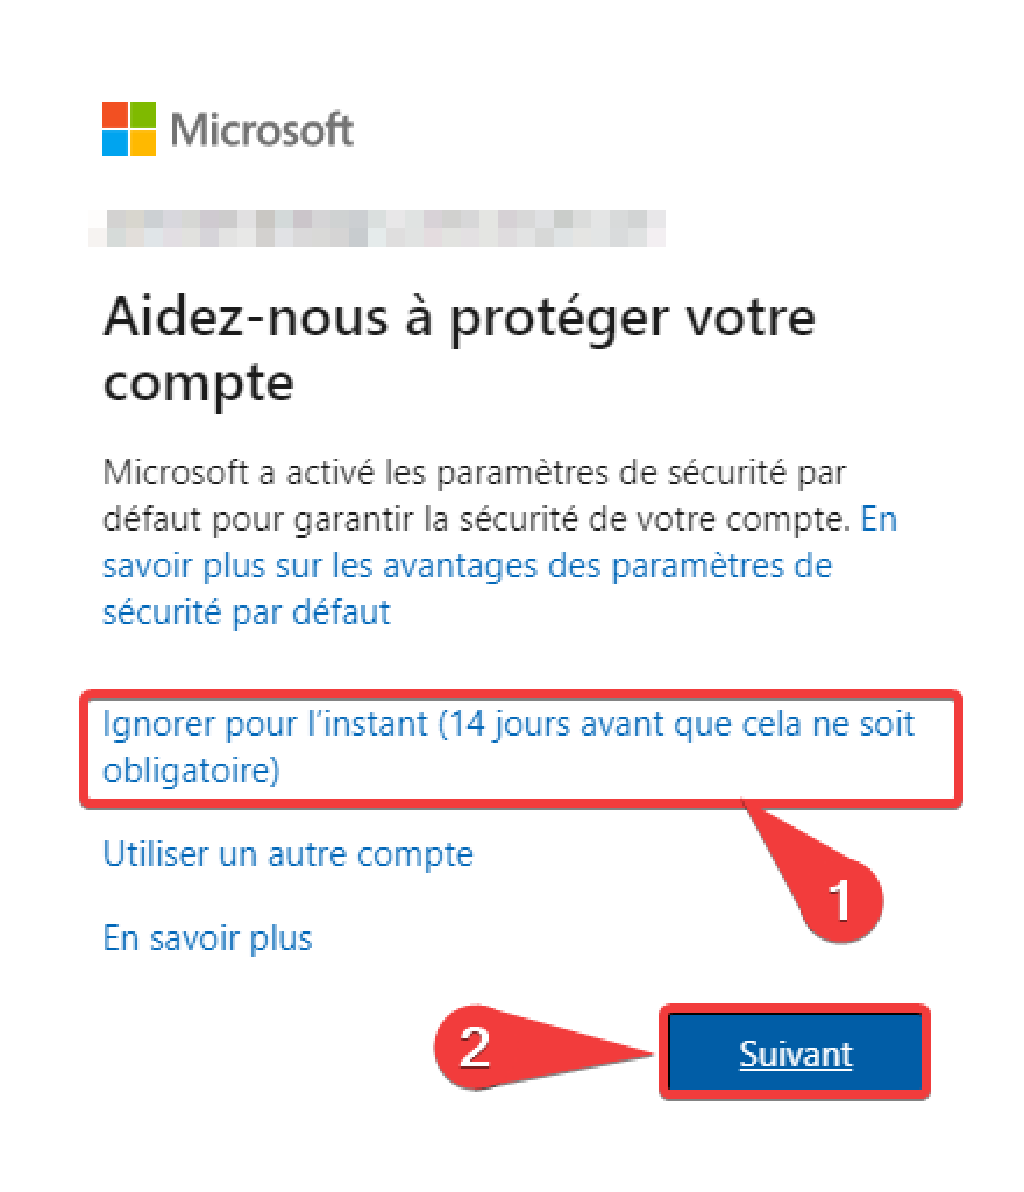 Microsoft
Aidez-nous à protéger votre
compte
Microsoft a activé les paramètres de sécurité par
défaut pour garantir la sécurité de votre compte. En
savoir plus sur les avantages des paramètres de
sécurité par défaut
Ignorer pour l'instant (14 jours avant que cela ne soit
obligatoire)
Utiliser un autre compte
1
En savoir plus
2
Suivant